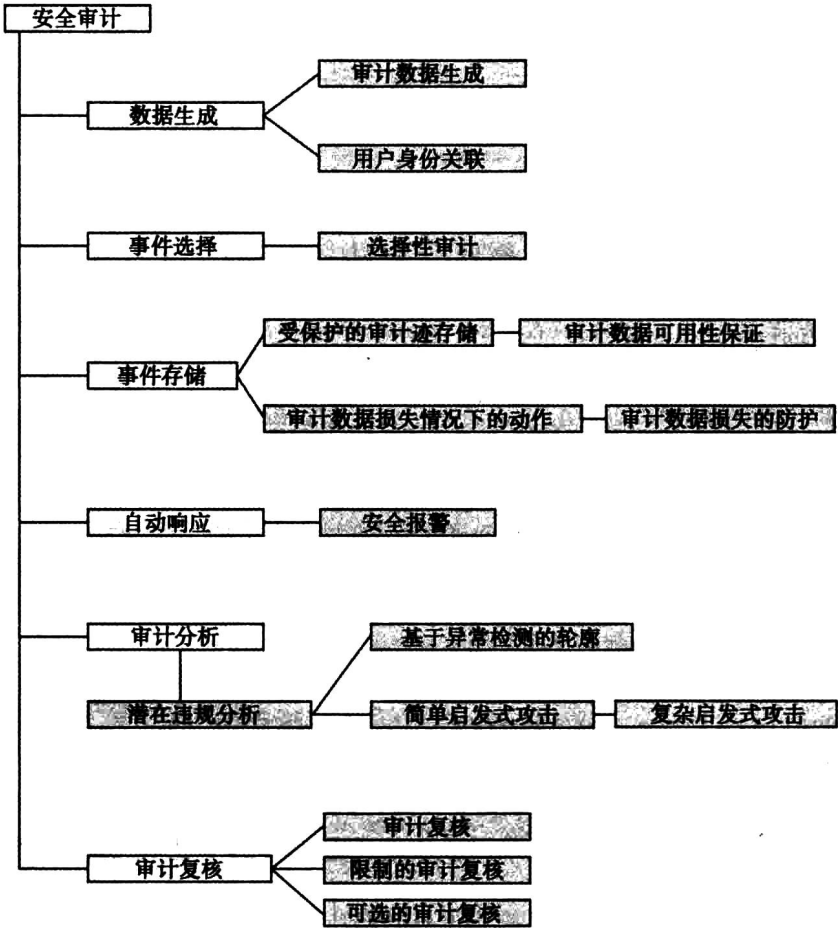 安全审计
审计数据生成
数据生成
用户身份关联
事件选择
选择性审计
受保护的审计迹存储
审计数据可用性保证
事件存储
审计数据损失情况下的动作
审计数据损失的防护
自动响应
安全报警
审计分析
基于异常检测的轮廓
潜在违规分析
简单启发式攻击
复杂启发式攻击
审计复核
审计复核
限制的审计复核
可选的审计复核